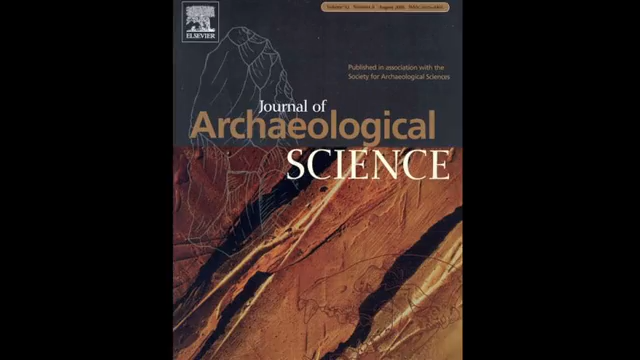 ELSEVIER
Published in association with the
Society for Archaeological Sciences
Journal of
Archaeological
SCIENCE